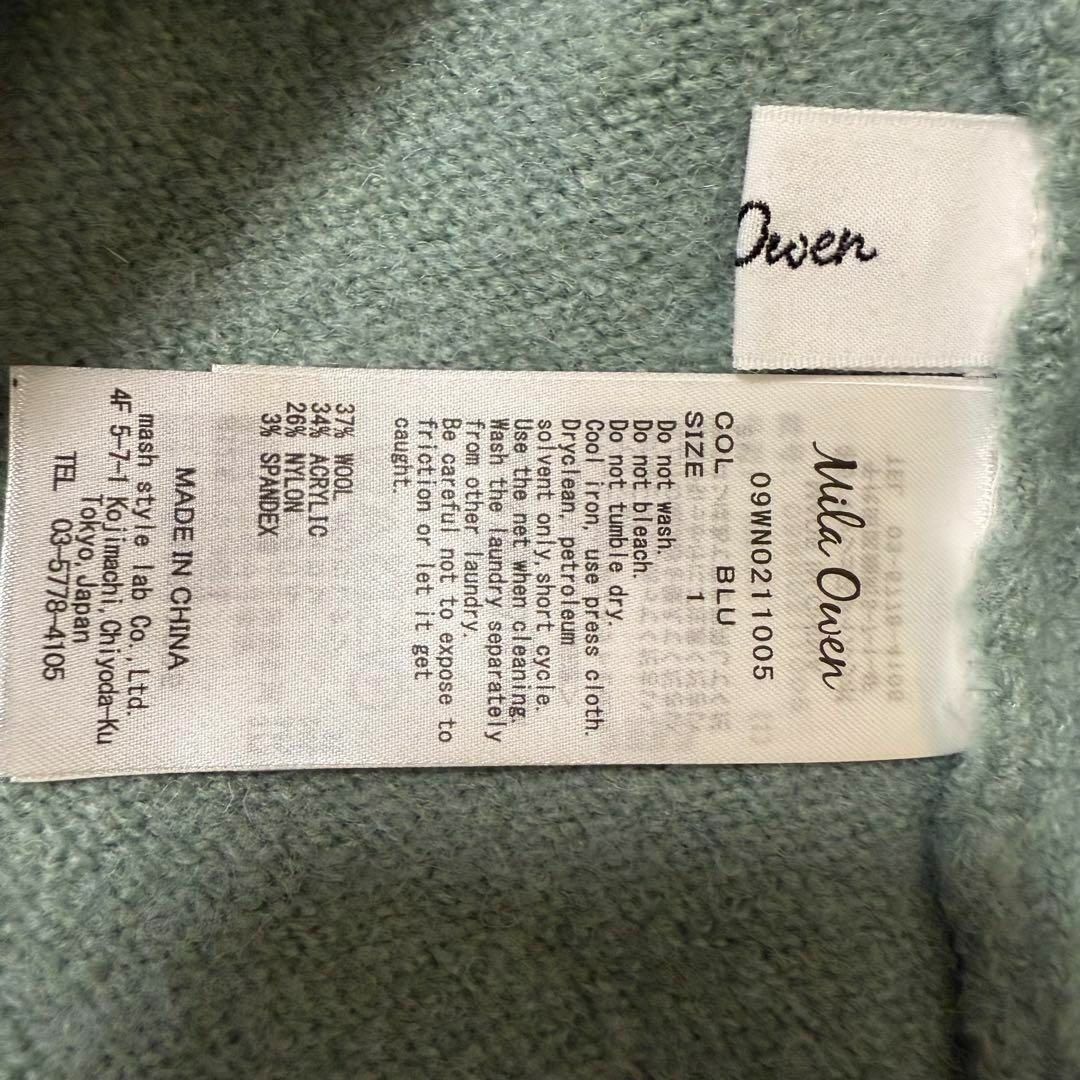 Owen
Mila Owen
09WNO211005
COL BLU
SIZE 1
Do not wash.
Do not bleach.
Do not tumble dry.
Cool iron, use press cloth.
Dryclean, petroleum
solvent only, short cycle.
Use the net when cleaning.
Wash the laundry separately
from other laundry.
Be careful not to expose to
friction or let it get
caught.
37% WOOL
34% ACRYLIC
26% NYLON
3% SPANDEX
MADE IN CHINA
mash style lab Co.,Ltd.
4F 5-7-1 Kojimachi, Chiyoda-Ku
Tokyo, Japan
TEL 03-5778-4105